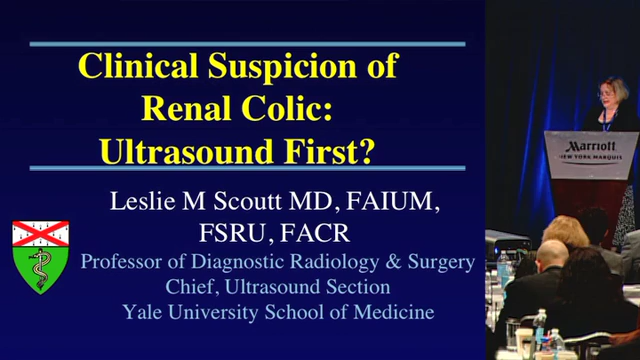 Clinical Suspicion of
Renal Colic:
Ultrasound First?
Leslie M Scoutt MD, FAIUM,
FSRU, FACR
Professor of Diagnostic Radiology & Surgery
Chief, Ultrasound Section
Yale University School of Medicine
Marriott
NEW YORK MARQUIS